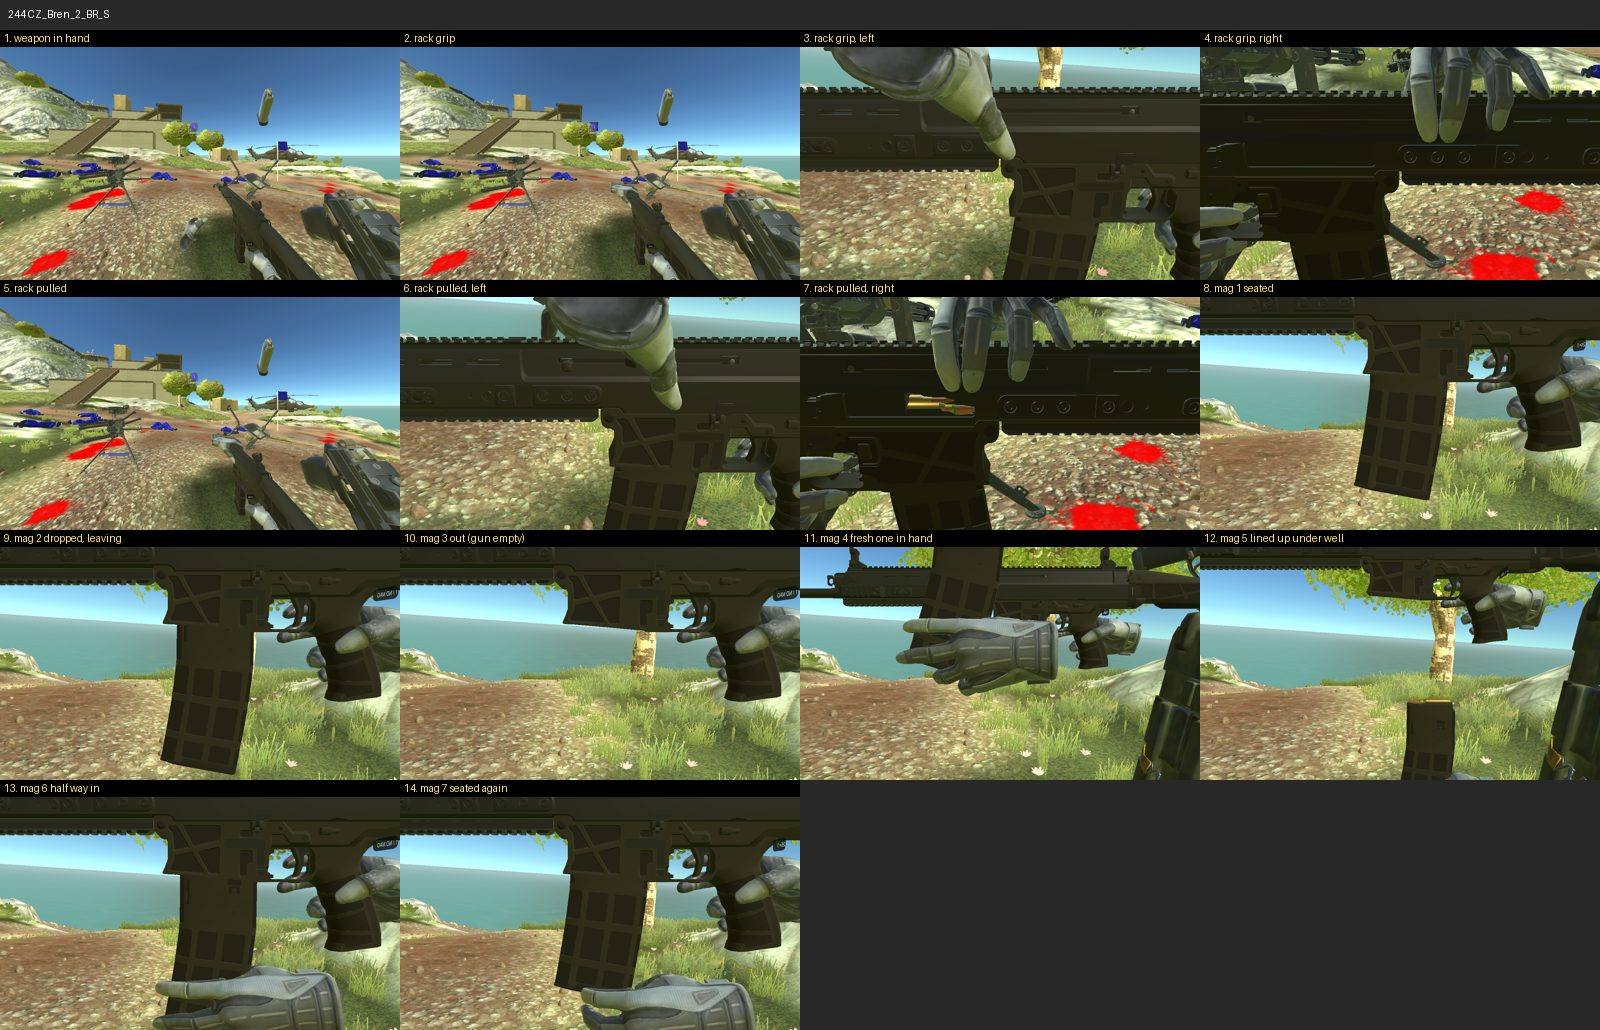 244CZ_Bren_2_BR_S
1. weapon in hand
2. rack grip
3. rack grip, left
4. rack grip, right
5. rack pulled
6. rack pulled, left
7. rack pulled, right
8. mag 1 seated
9. mag 2 dropped, leaving
10. mag 3 out (gun empty)
11. mag 4 fresh one in hand
12. mag 5 lined up under well
13. mag 6 half way in
14. mag 7 seated again